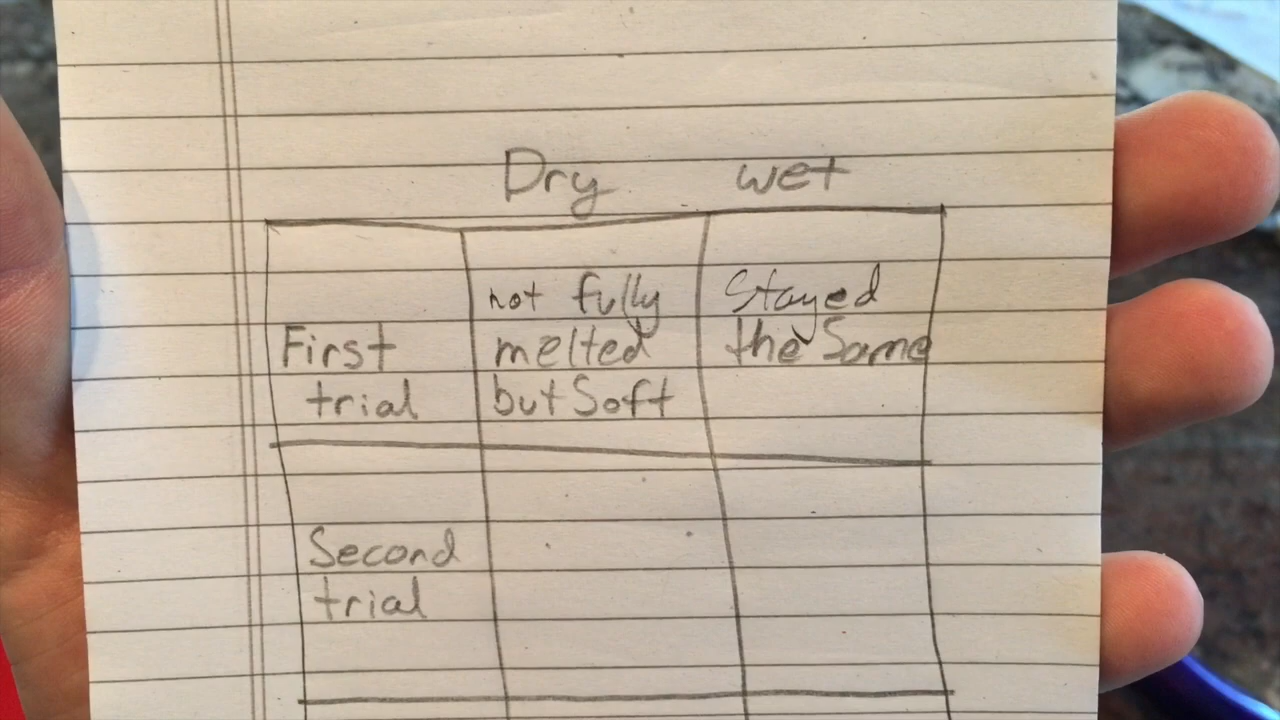 Dry wet
not fully Stayed
First melted the Same
trial but Soft
Second
trial